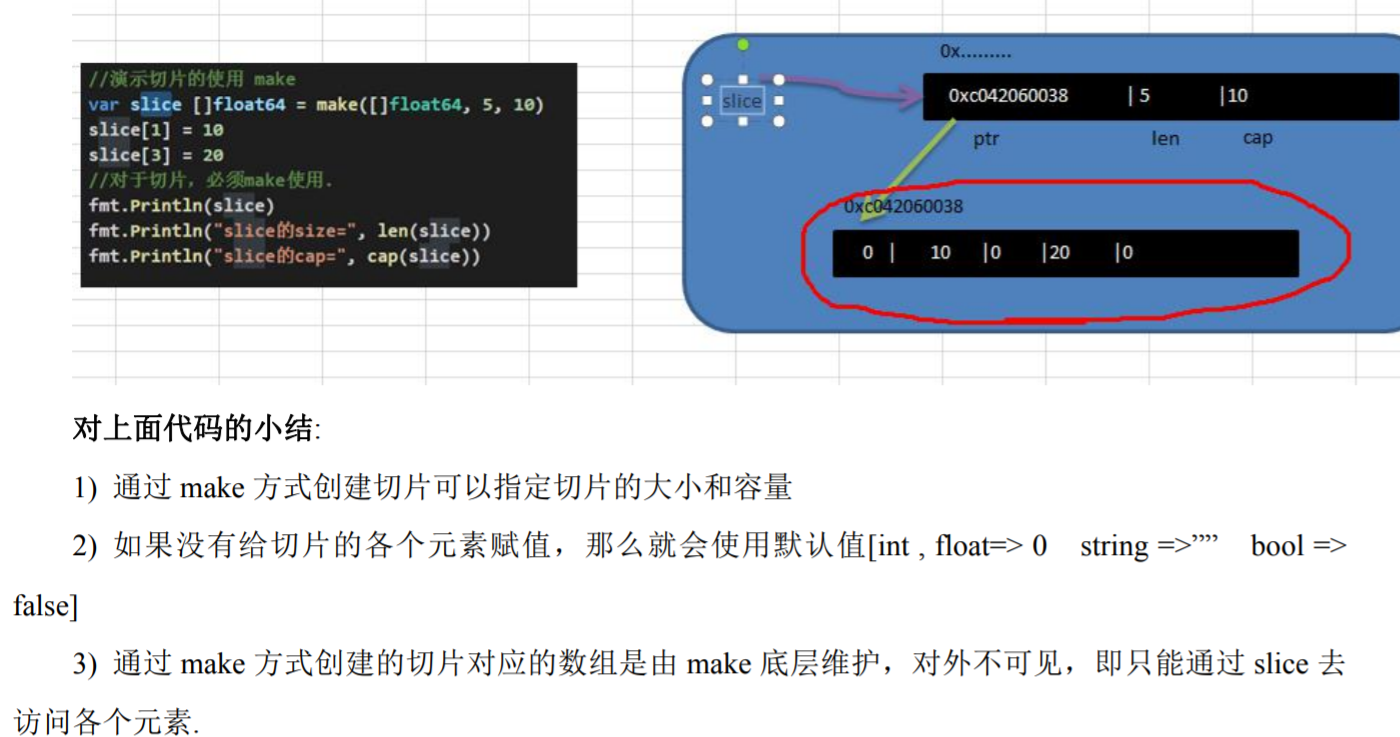 //演示切片的使用 make
var slice []float64 = make([]float64, 5, 10)
slice[1] = 10
slice[3] = 20
//对于切片，必须make使用.
fmt.Println(slice)
fmt.Println("slice的size=", len(slice))
fmt.Println("slice的cap=", cap(slice))
0x.........
slice
0xc042060038 |5 |10
ptr len cap
0xc042060038
0 | 10 |0 |20 |0
对上面代码的小结:
1) 通过 make 方式创建切片可以指定切片的大小和容量
2) 如果没有给切片的各个元素赋值，那么就会使用默认值[int , float=> 0 string =>”” bool =>
false]
3) 通过 make 方式创建的切片对应的数组是由 make 底层维护，对外不可见，即只能通过 slice 去
访问各个元素.